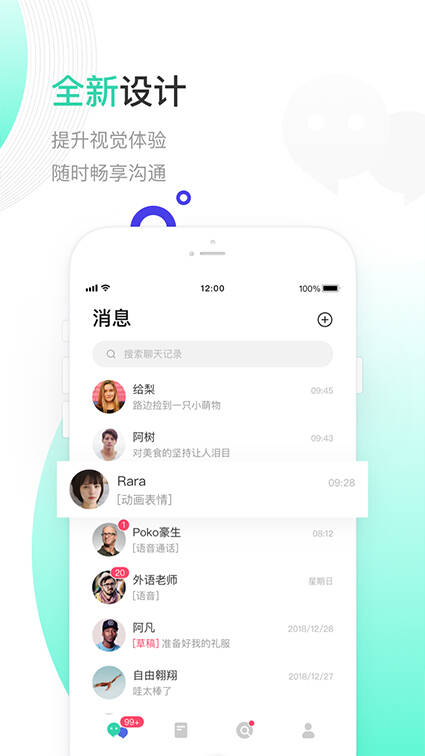 全新设计
提升视觉体验
随时畅享沟通
12:00
100%
消息
搜索聊天记录
给梨
09:45
路边捡到一只小萌物
阿树
09:43
对美食的坚持让人泪目
Rara
09:28
[动画表情]
1
Poko豪生
08:12
[语音通话]
20
外语老师
星期日
[语音]
阿凡
2018/12/28
[草稿] 准备好我的礼服
自由翱翔
2018/12/27
哇太棒了
99+